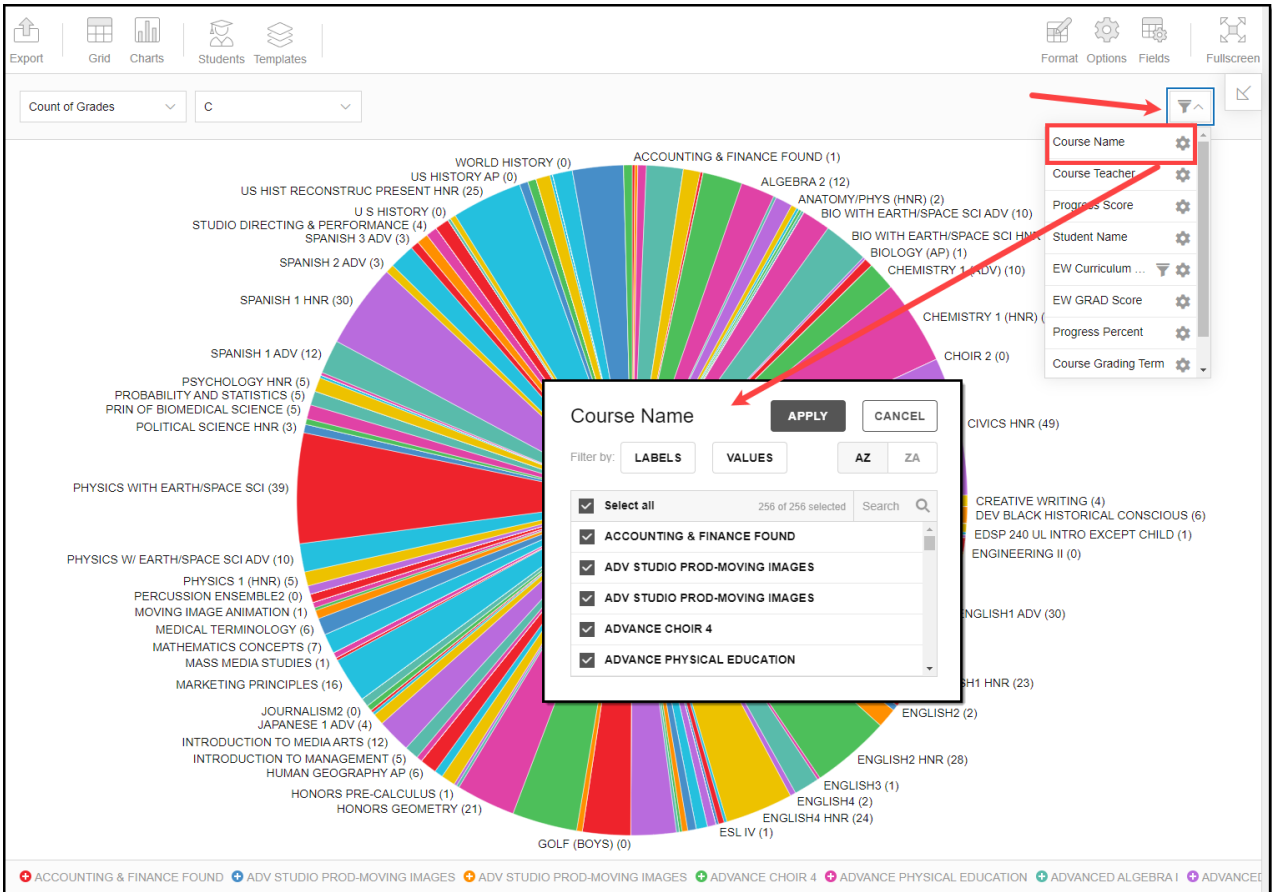 Export
Grid
Charts
Students
Templates
Format
Options
Fields
Fullscreen
Count of Grades
C
Course Name
Course Teacher
Progress Score
Student Name
EW Curriculum ...
EW GRAD Score
Progress Percent
Course Grading Term
WORLD HISTORY (0)
US HISTORY AP (0)
US HIST RECONSTRUC PRESENT HNR (25)
U S HISTORY (0)
STUDIO DIRECTING & PERFORMANCE (4)
SPANISH 3 ADV (3)
SPANISH 2 ADV (3)
SPANISH 1 HNR (30)
SPANISH 1 ADV (12)
PSYCHOLOGY HNR (5)
PROBABILITY AND STATISTICS (5)
PRIN OF BIOMEDICAL SCIENCE (5)
POLITICAL SCIENCE HNR (3)
PHYSICS WITH EARTH/SPACE SCI (39)
PHYSICS W/ EARTH/SPACE SCI ADV (10)
PHYSICS 1 (HNR) (5)
PERCUSSION ENSEMBLE2 (0)
MOVING IMAGE ANIMATION (1)
MEDICAL TERMINOLOGY (6)
MATHEMATICS CONCEPTS (7)
MASS MEDIA STUDIES (1)
MARKETING PRINCIPLES (16)
JOURNALISM2 (0)
JAPANESE 1 ADV (4)
INTRODUCTION TO MEDIA ARTS (12)
INTRODUCTION TO MANAGEMENT (5)
HUMAN GEOGRAPHY AP (6)
HONORS PRE-CALCULUS (1)
HONORS GEOMETRY (21)
GOLF (BOYS) (0)
ACCOUNTING & FINANCE FOUND (1)
ALGEBRA 2 (12)
ANATOMY/PHYS (HNR) (2)
BIO WITH EARTH/SPACE SCI ADV (10)
BIO WITH EARTH/SPACE SCI HNR
BIOLOGY (AP) (1)
CHEMISTRY 1 (ADV) (10)
CHEMISTRY 1 (HNR) (
CHOIR 2 (0)
CIVICS HNR (49)
CREATIVE WRITING (4)
DEV BLACK HISTORICAL CONSCIOUS (6)
EDSP 240 UL INTRO EXCEPT CHILD (1)
ENGINEERING II (0)
ENGLISH1 ADV (30)
SH1 HNR (23)
ENGLISH2 (2)
ENGLISH2 HNR (28)
ENGLISH3 (1)
ENGLISH4 (2)
ENGLISH4 HNR (24)
ESL IV (1)
Course Name
APPLY
CANCEL
Filter by:
LABELS
VALUES
AZ
ZA
Select all
256 of 256 selected
Search
ACCOUNTING & FINANCE FOUND
ADV STUDIO PROD-MOVING IMAGES
ADV STUDIO PROD-MOVING IMAGES
ADVANCE CHOIR 4
ADVANCE PHYSICAL EDUCATION
ACCOUNTING & FINANCE FOUND
ADV STUDIO PROD-MOVING IMAGES
ADV STUDIO PROD-MOVING IMAGES
ADVANCE CHOIR 4
ADVANCE PHYSICAL EDUCATION
ADVANCED ALGEBRA I
ADVANCED